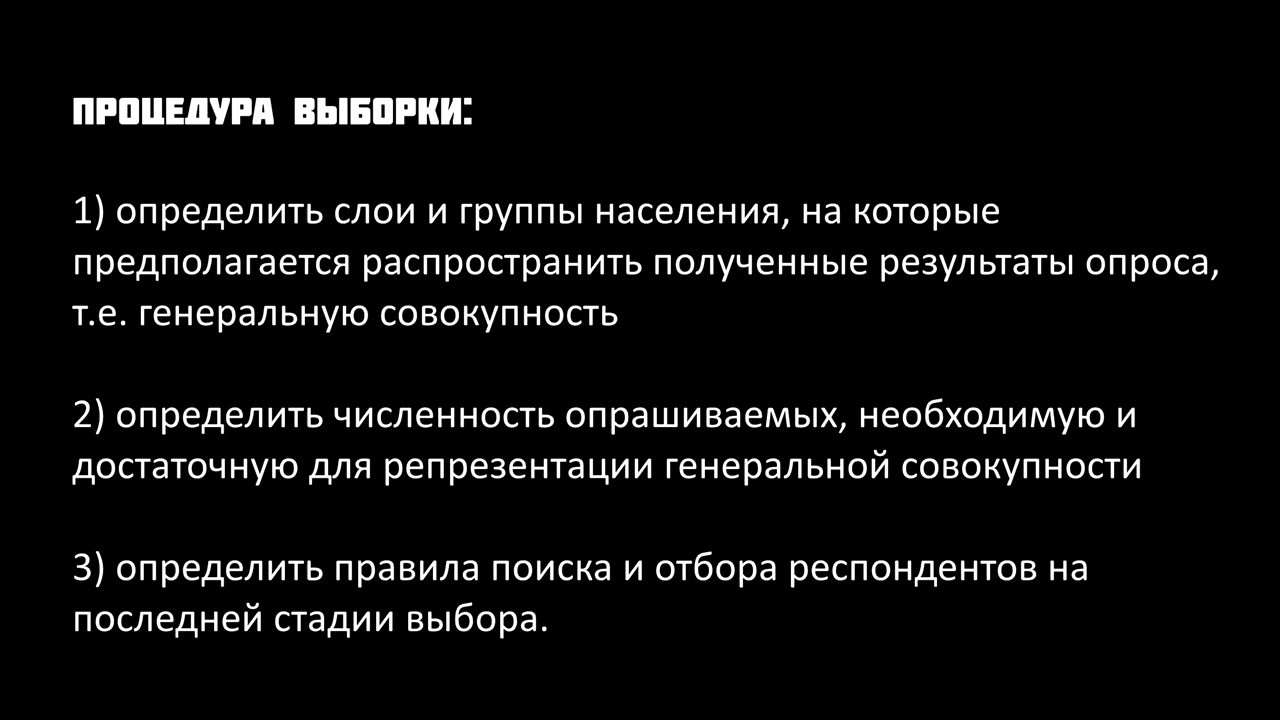 ПРОЦЕДУРА ВЫБОРКИ:
1) определить слои и группы населения, на которые
предполагается распространить полученные результаты опроса,
т.е. генеральную совокупность
2) определить численность опрашиваемых, необходимую и
достаточную для репрезентации генеральной совокупности
3) определить правила поиска и отбора респондентов на
последней стадии выбора.